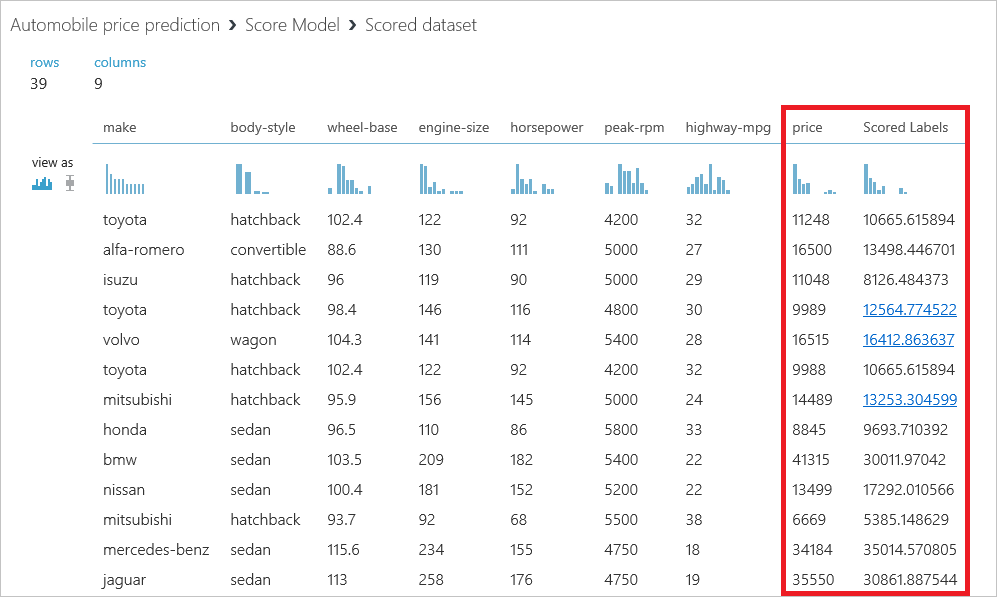 Automobile price prediction › Score Model › Scored dataset
rows columns
39 9
make body-style wheel-base engine-size horsepower peak-rpm highway-mpg price Scored Labels
view as
toyota hatchback 102.4 122 92 4200 32 11248 10665.615894
alfa-romero convertible 88.6 130 111 5000 27 16500 13498.446701
isuzu hatchback 96 119 90 5000 29 11048 8126.484373
toyota hatchback 98.4 146 116 4800 30 9989 12564.774522
volvo wagon 104.3 141 114 5400 28 16515 16412.863637
toyota hatchback 102.4 122 92 4200 32 9988 10665.615894
mitsubishi hatchback 95.9 156 145 5000 24 14489 13253.304599
honda sedan 96.5 110 86 5800 33 8845 9693.710392
bmw sedan 103.5 209 182 5400 22 41315 30011.97042
nissan sedan 100.4 181 152 5200 22 13499 17292.010566
mitsubishi hatchback 93.7 92 68 5500 38 6669 5385.148629
mercedes-benz sedan 115.6 234 155 4750 18 34184 35014.570805
jaguar sedan 113 258 176 4750 19 35550 30861.887544